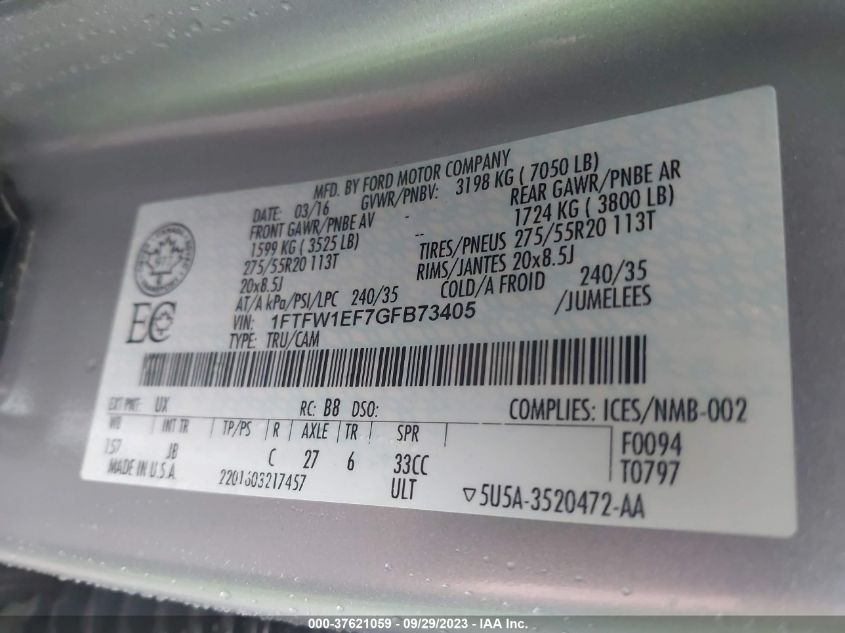 MFD. BY FORD MOTOR COMPANY
DATE: 03/16 GVWR/PNBV: 3198 KG ( 7050 LB)
FRONT GAWR/PNBE AV - REAR GAWR/PNBE AR
1599 KG ( 3525 LB) -- 1724 KG ( 3800 LB)
275/55R20 113T TIRES/PNEUS 275/55R20 113T
20x8.5J RIMS/JANTES 20x8.5J
AT/A kPa/PSI/LPC 240/35 COLD/A FROID 240/35
VIN: 1FTFW1EF7GFB73405 /JUMELEES
TYPE: TRU/CAM
EC
EXT PNT: UX RC: B8 DSO: COMPLIES: ICES/NMB-002
WB INT TR TP/PS R AXLE TR SPR F0094
157 JB C 27 6 33CC T0797
MADE IN U.S.A. 2201603217457 ULT ▽5U5A-3520472-AA
000-37621059 - 09/29/2023 - IAA Inc.